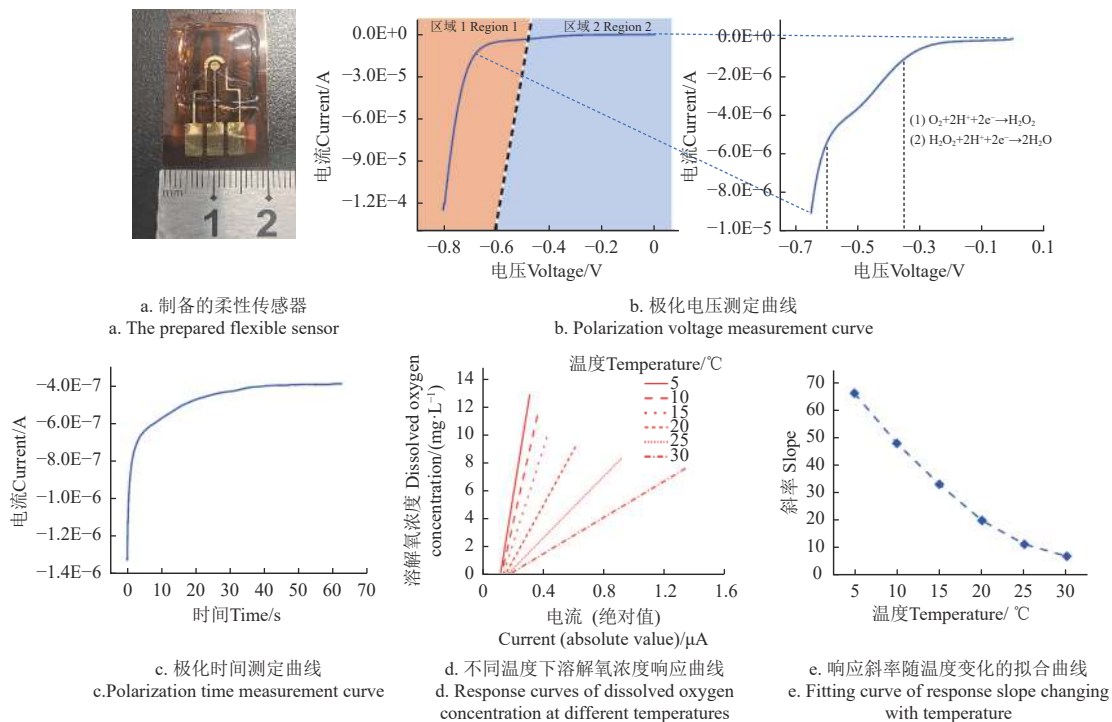 mm
1 2
a. 制备的柔性传感器
a. The prepared flexible sensor
区域 1 Region 1
区域 2 Region 2
0.0E+0
−3.0E-5
−6.0E-5
−9.0E-5
−1.2E-4
电流Current/A
−0.8 −0.6 −0.4 −0.2 0
电压Voltage/V
0.0E+0
−2.0E-6
−4.0E-6
−6.0E-6
−8.0E-6
−1.0E-5
电流Current/A
(1) O₂+2H⁺+2e⁻→H₂O₂
(2) H₂O₂+2H⁺+2e⁻→2H₂O
−0.7 −0.5 −0.3 −0.1 0.1
电压Voltage/V
b. 极化电压测定曲线
b. Polarization voltage measurement curve
−4.0E-7
−6.0E-7
−8.0E-7
−1.0E-6
−1.2E-6
−1.4E-6
电流Current/A
0 10 20 30 40 50 60 70
时间Time/s
c. 极化时间测定曲线
c.Polarization time measurement curve
温度Temperature/℃
5
10
15
20
25
30
14
12
10
8
6
4
2
0
溶解氧浓度 Dissolved oxygen
concentration/(mg·L⁻¹)
0 0.4 0.8 1.2 1.6
电流 (绝对值)
Current (absolute value)/μA
d. 不同温度下溶解氧浓度响应曲线
d. Response curves of dissolved oxygen
concentration at different temperatures
70
60
50
40
30
20
10
0
斜率 Slope
5 10 15 20 25 30
温度Temperature/ ℃
e. 响应斜率随温度变化的拟合曲线
e. Fitting curve of response slope changing
with temperature